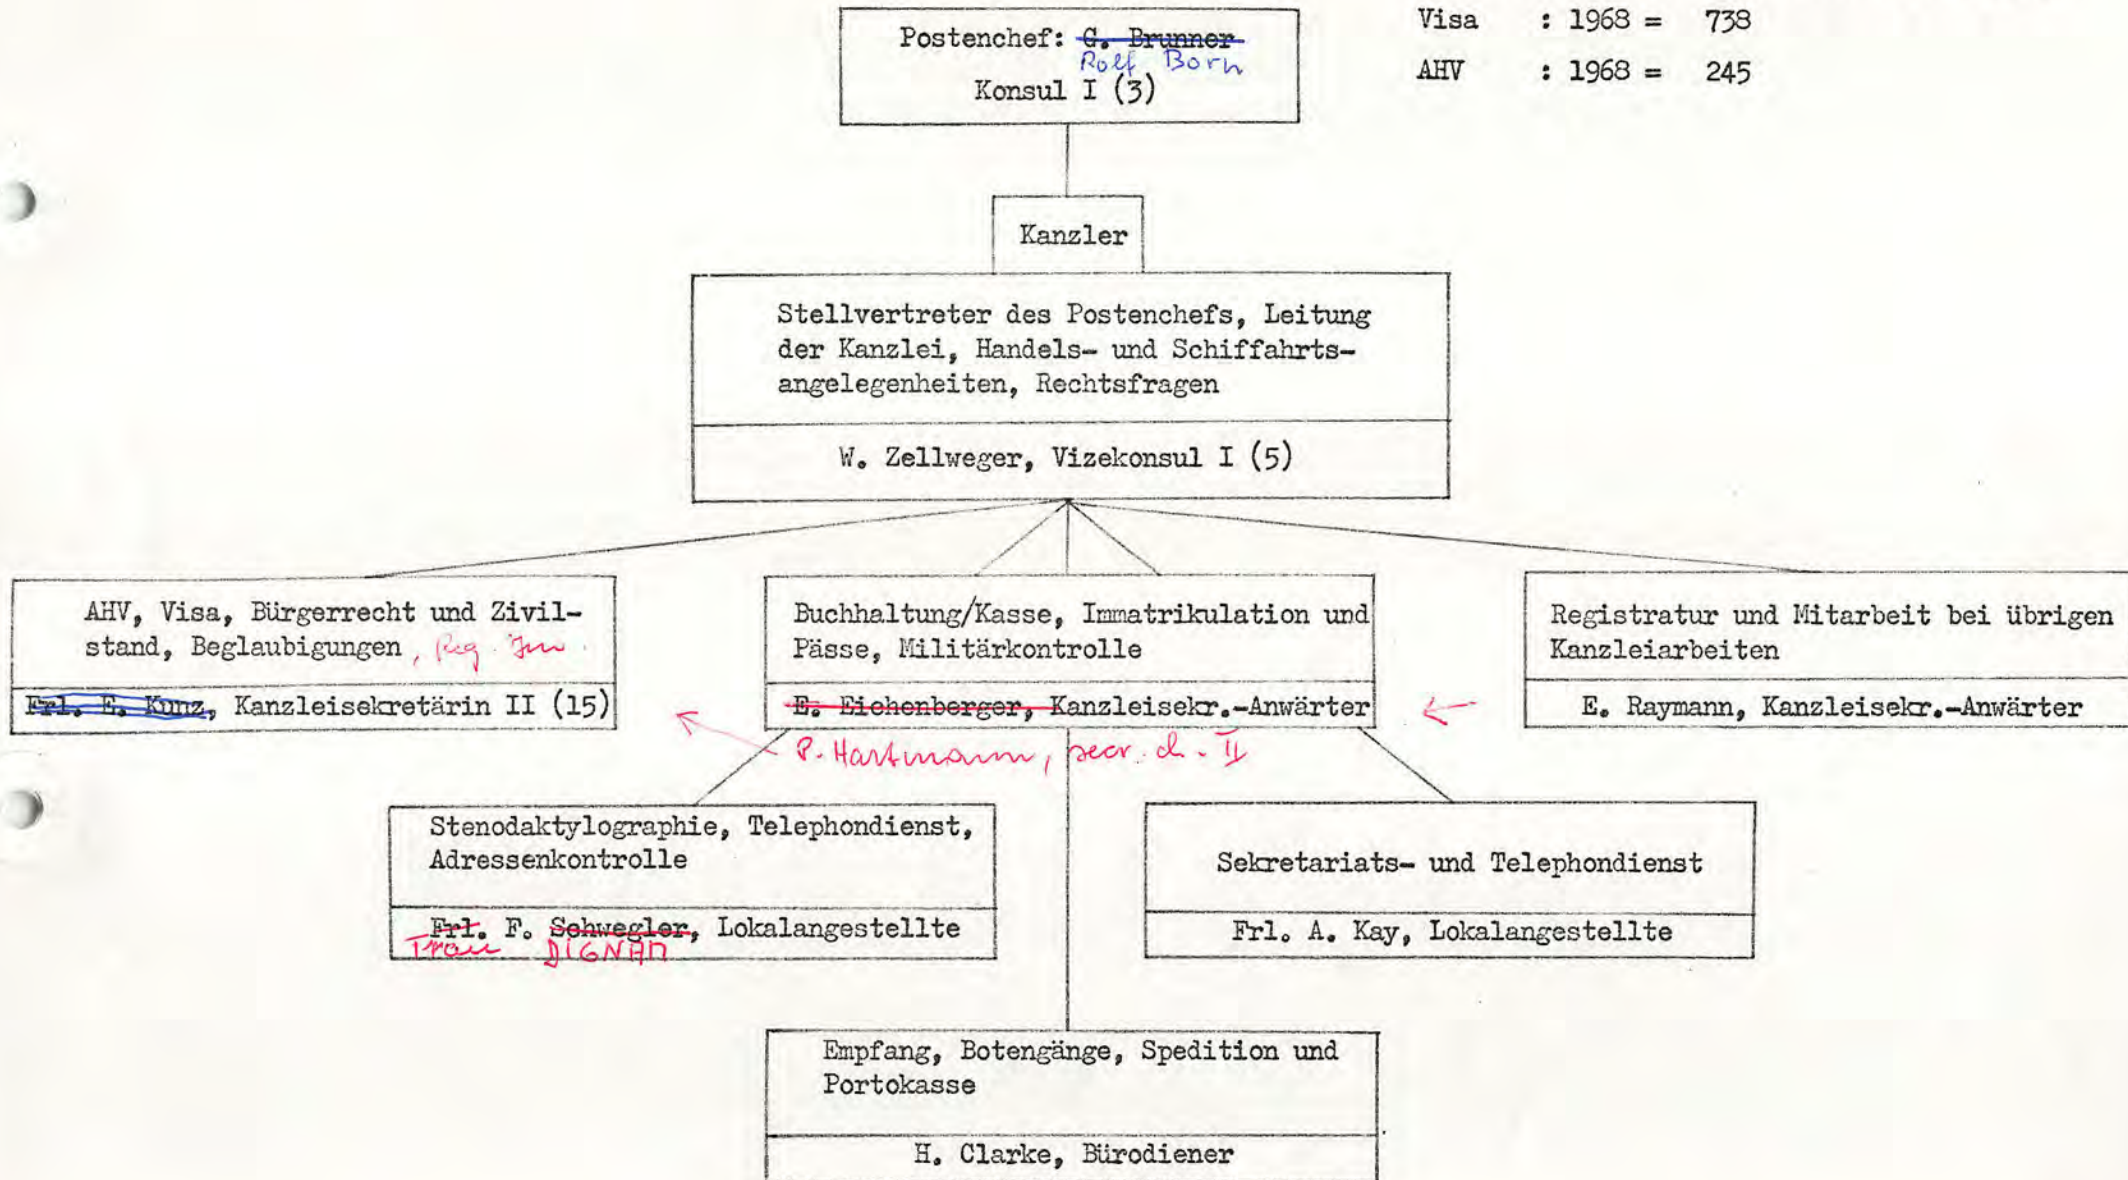 Postenchef: G. Brunner
Rolf Born
Konsul I (3)
Visa : 1968 = 738
AHV : 1968 = 245
Kanzler
Stellvertreter des Postenchefs, Leitung
der Kanzlei, Handels- und Schiffahrts-
angelegenheiten, Rechtsfragen
W. Zellweger, Vizekonsul I (5)
AHV, Visa, Bürgerrecht und Zivil-
stand, Beglaubigungen, Reg.
Frl. E. Kunz, Kanzleisekretärin II (15)
Buchhaltung/Kasse, Immatrikulation und
Pässe, Militärkontrolle
E. Eichenberger, Kanzleisekr.-Anwärter
P. Hartmann, secr. ch. II
Registratur und Mitarbeit bei übrigen
Kanzleiarbeiten
E. Raymann, Kanzleisekr.-Anwärter
Stenodaktylographie, Telephondienst,
Adressenkontrolle
Frl. F. Schwegler, Lokalangestellte
Frau DIGNAN
Sekretariats- und Telephondienst
Frl. A. Kay, Lokalangestellte
Empfang, Botengänge, Spedition und
Portokasse
H. Clarke, Bürodiener